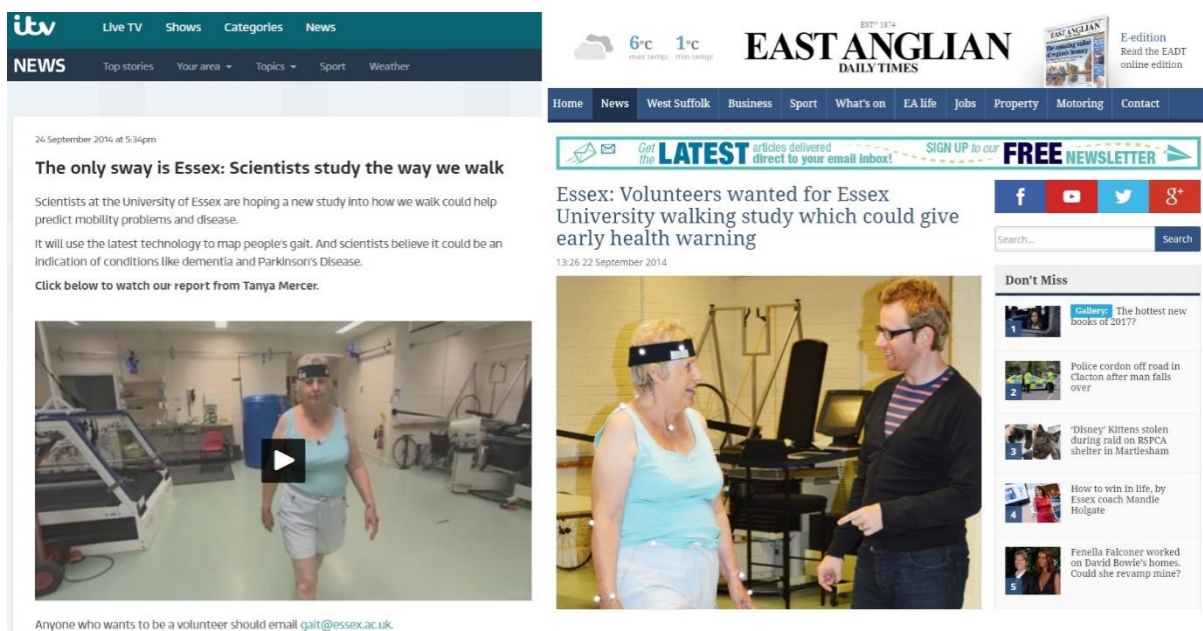 itv
Live TV Shows Categories News
NEWS
Top stories Your area Topics Sport Weather
24 September 2014 at 5:34pm
The only sway is Essex: Scientists study the way we walk
Scientists at the University of Essex are hoping a new study into how we walk could help
predict mobility problems and disease.
It will use the latest technology to map people's gait. And scientists believe it could be an
indication of conditions like dementia and Parkinson's Disease.
Click below to watch our report from Tanya Mercer.
Anyone who wants to be a volunteer should email gait@essex.ac.uk.
6°C 1°C
max temp: min temp:
EST° 1874
EAST ANGLIAN
DAILY TIMES
EAST ANGLIAN
E-edition
Read the EADT
online edition
Home News West Suffolk Business Sport What's on EA life Jobs Property Motoring Contact
Get the LATEST articles delivered direct to your email inbox! SIGN UP to our FREE NEWSLETTER
Essex: Volunteers wanted for Essex
University walking study which could give
early health warning
13:26 22 September 2014
f 8+
Search... Search
Don't Miss
1 Gallery: The hottest new
books of 2017?
2 Police cordon off road in
Clacton after man falls
over
3 'Disney' Kittens stolen
during raid on RSPCA
shelter in Martlesham
4 How to win in life, by
Essex coach Mandie
Holgate
5 Fenella Falconer worked
on David Bowie's homes.
Could she revamp mine?